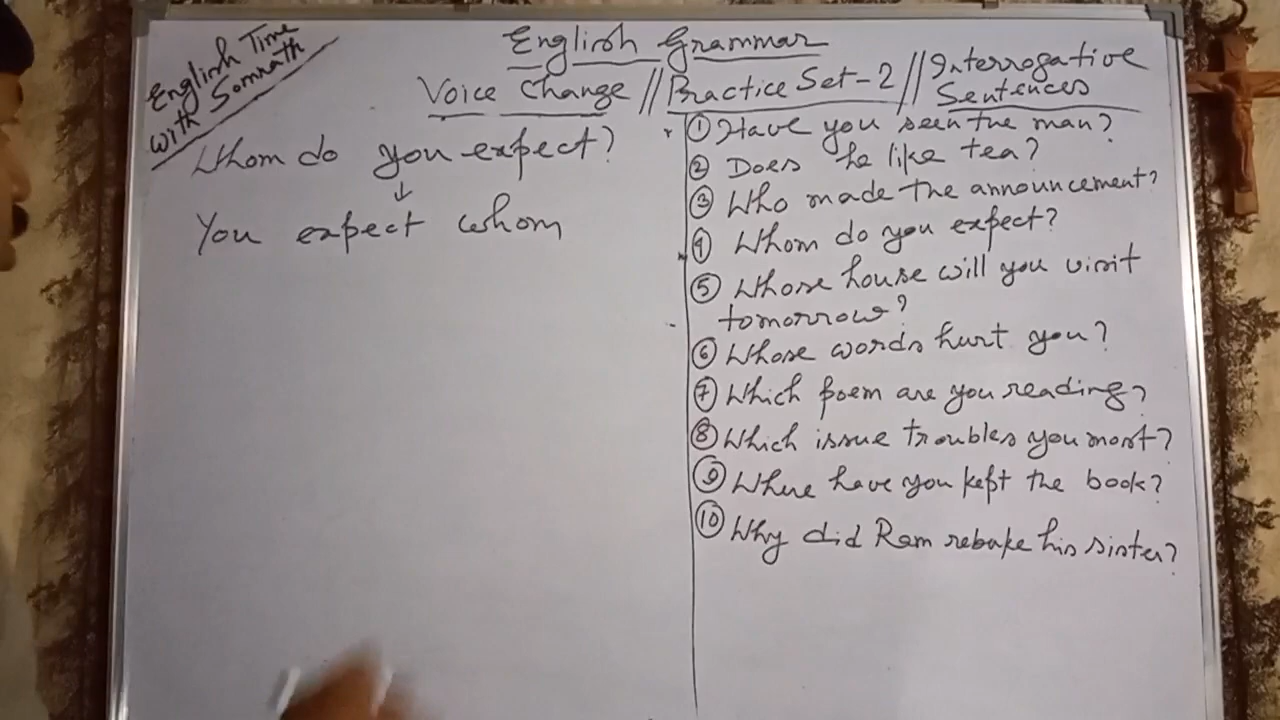 English Time
with Somnath
English Grammar
Voice Change // Practice Set-2 // Interrogative
Sentences
Whom do you expect?
↓
You expect whom
① Have you seen the man?
② Does he like tea?
③ Who made the announcement?
④ Whom do you expect?
⑤ Whose house will you visit
tomorrow?
⑥ Whose words hurt you?
⑦ Which poem are you reading?
⑧ Which issue troubles you most?
⑨ Where have you kept the book?
⑩ Why did Ram rebuke his sister?